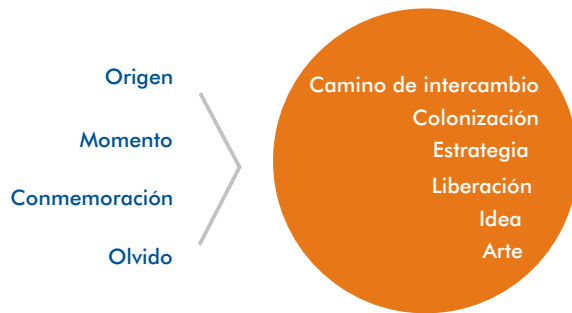 Origen
Momento
Conmemoración
Olvido
Camino de intercambio
Colonización
Estrategia
Liberación
Idea
Arte